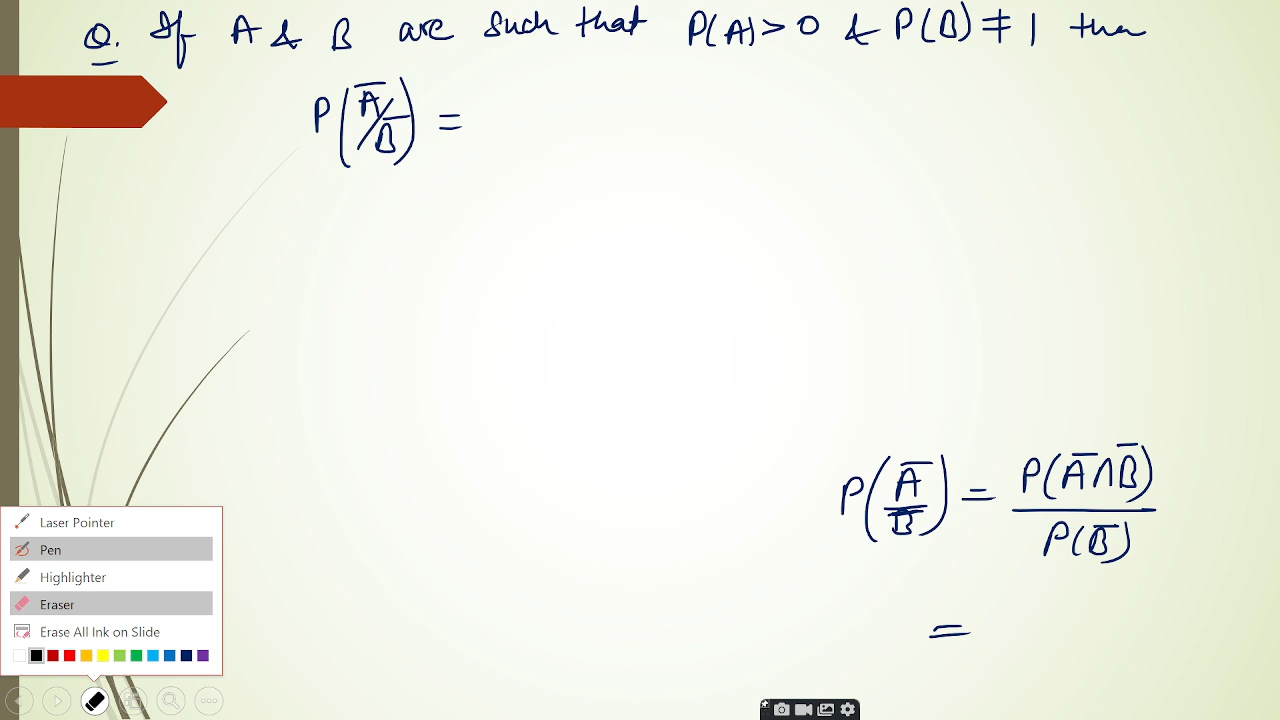 Q. If A & B are such that P(A) > 0 & P(B) ≠ 1 then
P(A̅/B̅) =
P(A̅/B̅) = P(A̅∩B̅)/P(B̅)
=
Laser Pointer
Pen
Highlighter
Eraser
Erase All Ink on Slide